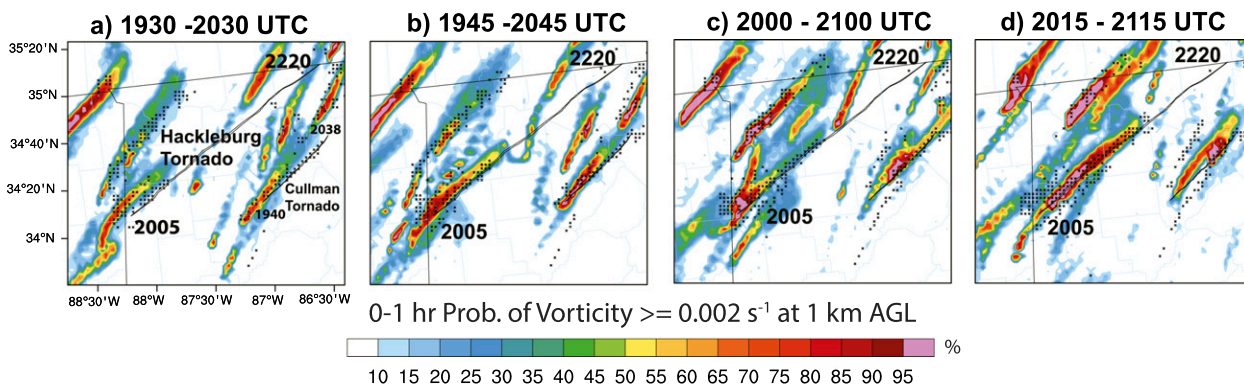 a) 1930 -2030 UTC
b) 1945 -2045 UTC
c) 2000 - 2100 UTC
d) 2015 - 2115 UTC
35°20'N
35°N
34°40'N
34°20'N
34°N
88°30'W 88°W 87°30'W 87°W 86°30'W
2220
Hackleburg
Tornado
2038
Cullman
Tornado
1940
2005
2220
2005
2220
2005
2220
2005
0-1 hr Prob. of Vorticity >= 0.002 s⁻¹ at 1 km AGL
%
10 15 20 25 30 35 40 45 50 55 60 65 70 75 80 85 90 95